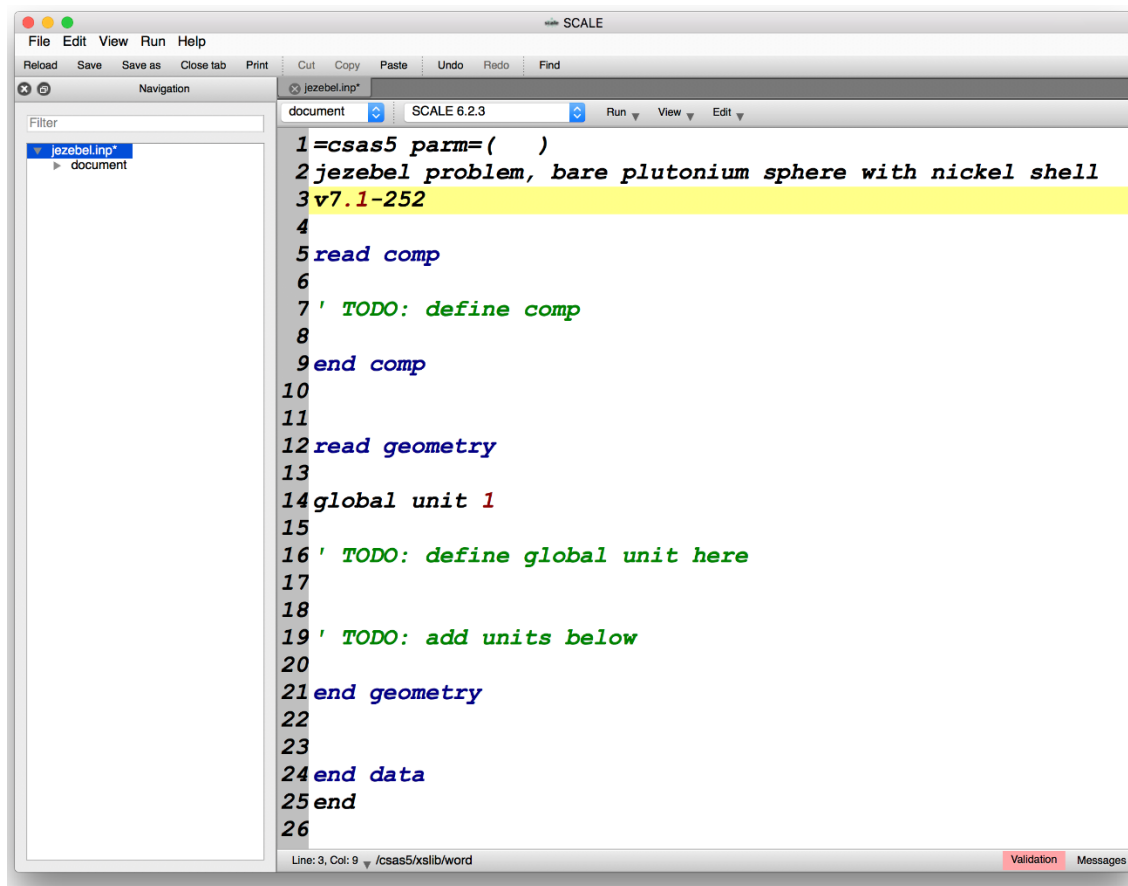 SCALE
File Edit View Run Help
Reload Save Save as Close tab Print Cut Copy Paste Undo Redo Find
Navigation
jezebel.inp*
document SCALE 6.2.3 Run View Edit
Filter
jezebel.inp*
document
1 =csas5 parm=(   )
2 jezebel problem, bare plutonium sphere with nickel shell
3 v7.1-252
4
5 read comp
6
7 ' TODO: define comp
8
9 end comp
10
11
12 read geometry
13
14 global unit 1
15
16 ' TODO: define global unit here
17
18
19 ' TODO: add units below
20
21 end geometry
22
23
24 end data
25 end
26
Line: 3, Col: 9 /csas5/xslib/word Validation Messages